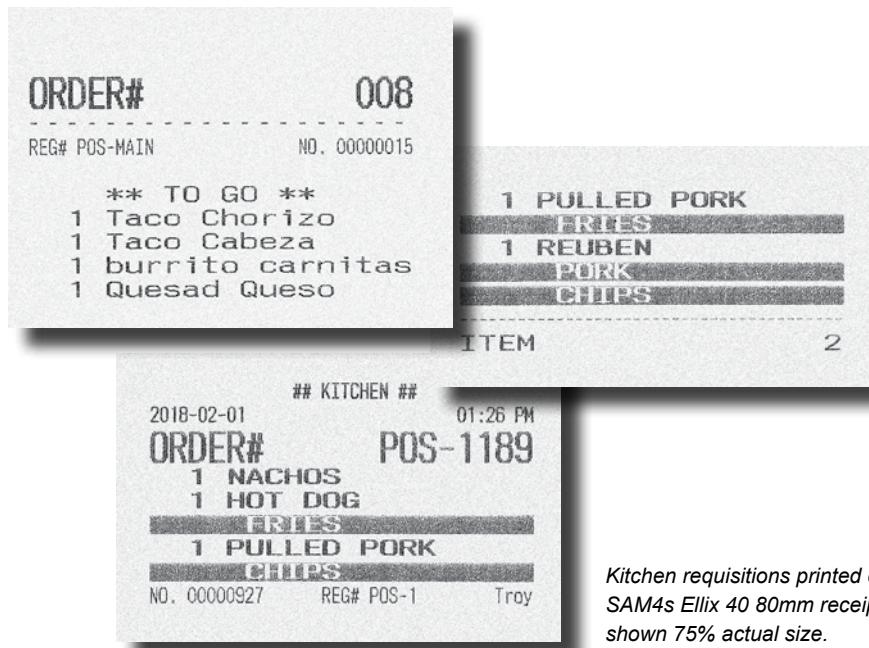 ORDER# 008
REG# POS-MAIN NO. 00000015
** TO GO **
1 Taco Chorizo
1 Taco Cabeza
1 burrito carnitas
1 Quesad Queso
1 PULLED PORK
FRIES
1 REUBEN
PORK
CHIPS
ITEM 2
## KITCHEN ##
2018-02-01 01:26 PM
ORDER# POS-1189
1 NACHOS
1 HOT DOG
FRIES
1 PULLED PORK
CHIPS
NO. 00000927 REG# POS-1 Troy
Kitchen requisitions printed
SAM4s Ellix 40 80mm
shown 75% actual size.